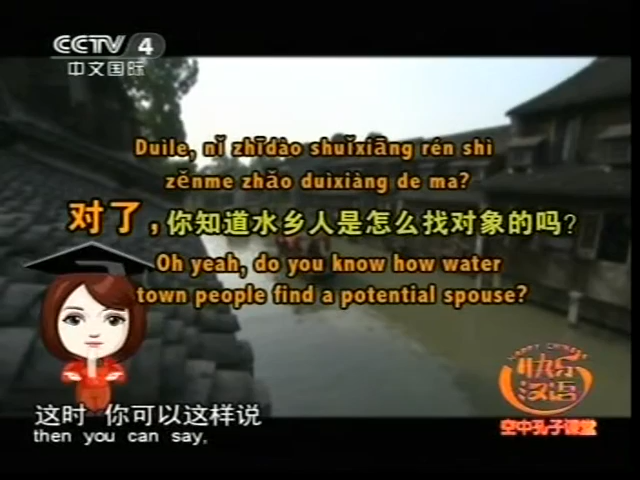 CCTV 4
中文国际
Duìle, nǐ zhīdào shuǐxiāng rén shì
zěnme zhǎo duìxiàng de ma?
对了，你知道水乡人是怎么找对象的吗?
Oh yeah, do you know how water
town people find a potential spouse?
HAPPY CHINESE
快乐
汉语
空中孔子课堂
这时 你可以这样说
then you can say,